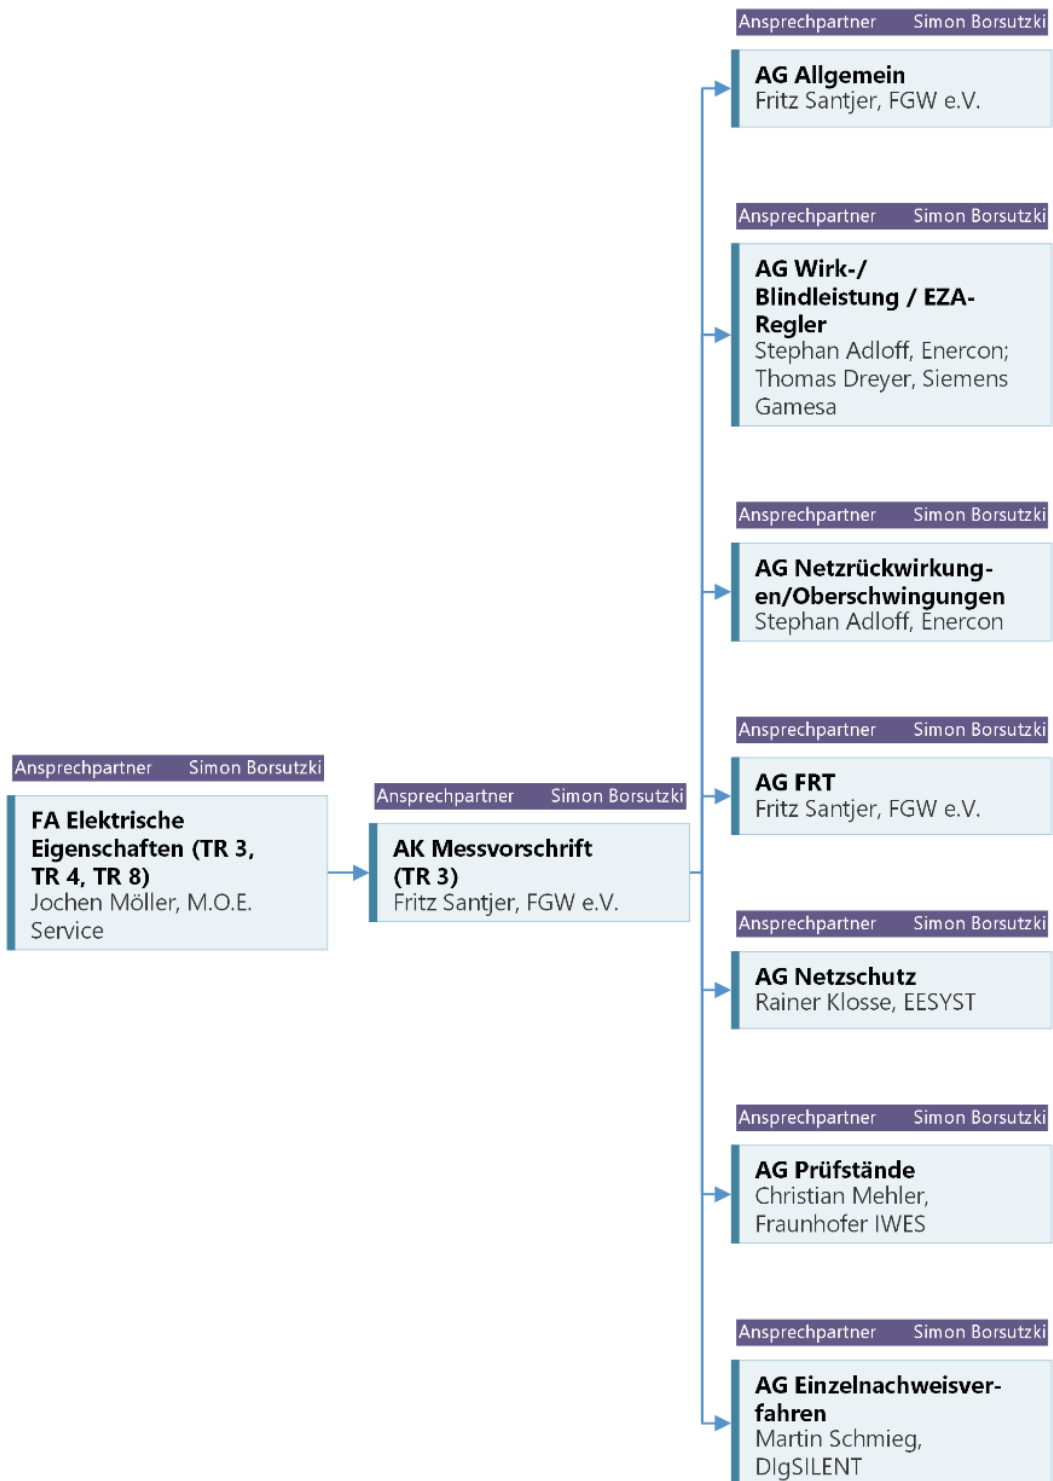 Ansprechpartner Simon Borsutzki
FA Elektrische
Eigenschaften (TR 3,
TR 4, TR 8)
Jochen Möller, M.O.E.
Service
Ansprechpartner Simon Borsutzki
AK Messvorschrift
(TR 3)
Fritz Santjer, FGW e.V.
Ansprechpartner Simon Borsutzki
AG Allgemein
Fritz Santjer, FGW e.V.
Ansprechpartner Simon Borsutzki
AG Wirk-/
Blindleistung / EZA-
Regler
Stephan Adloff, Enercon;
Thomas Dreyer, Siemens
Gamesa
Ansprechpartner Simon Borsutzki
AG Netzrückwirkung-
en/Oberschwingungen
Stephan Adloff, Enercon
Ansprechpartner Simon Borsutzki
AG FRT
Fritz Santjer, FGW e.V.
Ansprechpartner Simon Borsutzki
AG Netzschutz
Rainer Klosse, EESYST
Ansprechpartner Simon Borsutzki
AG Prüfstände
Christian Mehler,
Fraunhofer IWES
Ansprechpartner Simon Borsutzki
AG Einzelnachweisver-
fahren
Martin Schmieg,
DIgSILENT